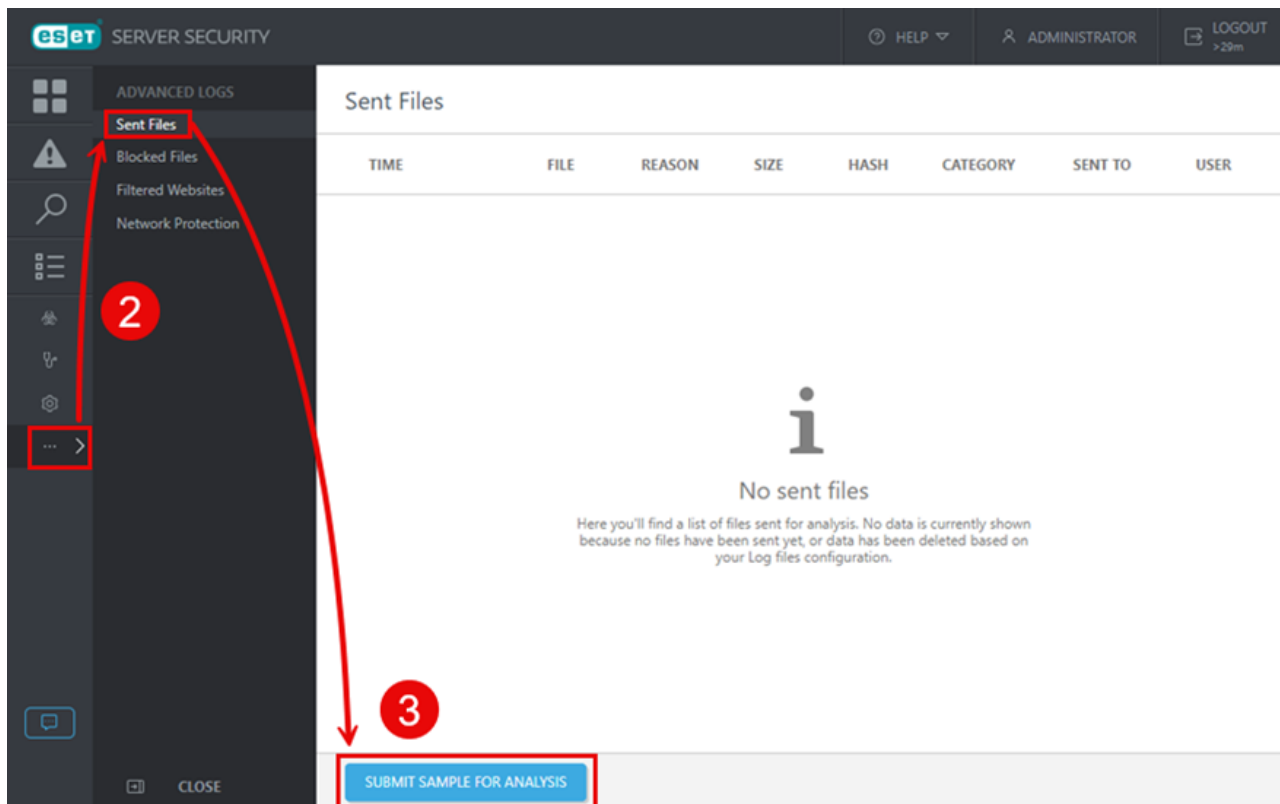 eset SERVER SECURITY
HELP
ADMINISTRATOR
LOGOUT
>29m
ADVANCED LOGS
Sent Files
Blocked Files
Filtered Websites
Network Protection
2
CLOSE
Sent Files
TIME FILE REASON SIZE HASH CATEGORY SENT TO USER
No sent files
Here you'll find a list of files sent for analysis. No data is currently shown
because no files have been sent yet, or data has been deleted based on
your Log files configuration.
3
SUBMIT SAMPLE FOR ANALYSIS